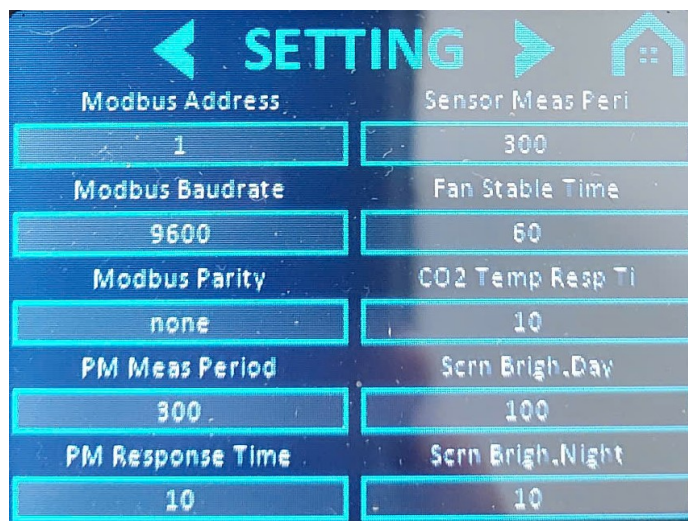 SETTING
Modbus Address
1
Sensor Meas Peri
300
Modbus Baudrate
9600
Fan Stable Time
60
Modbus Parity
none
CO2 Temp Resp Ti
10
PM Meas Period
300
Scrn Brigh.Day
100
PM Response Time
10
Scrn Brigh.Night
10